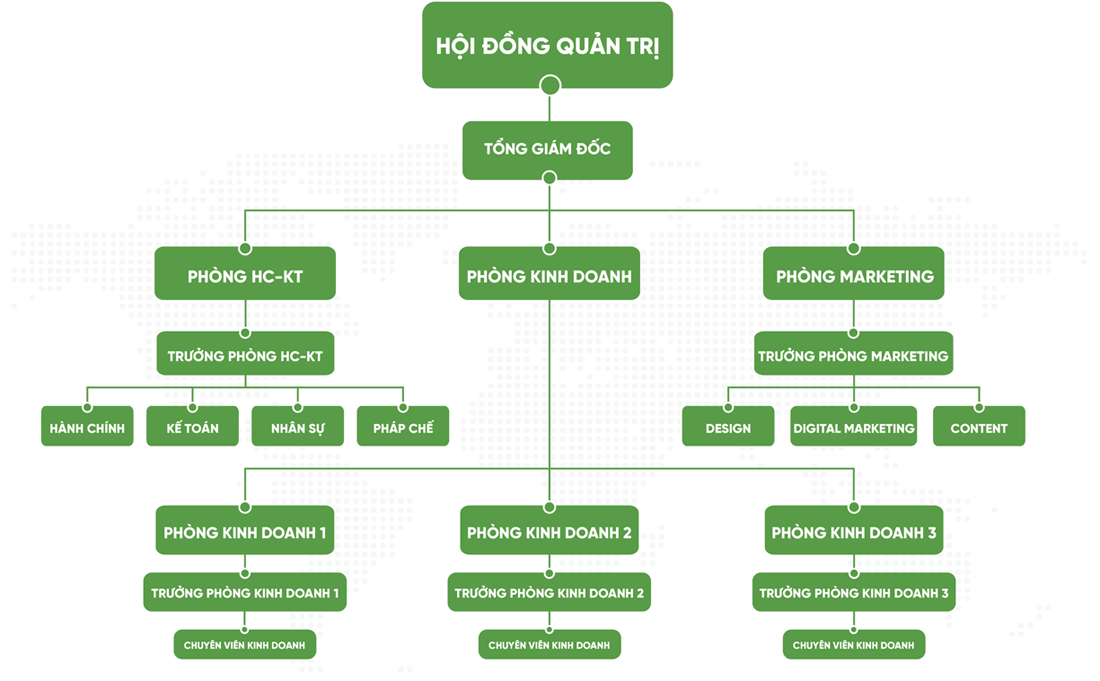 HỘI ĐỒNG QUẢN TRỊ
TỔNG GIÁM ĐỐC
PHÒNG HC-KT
PHÒNG KINH DOANH
PHÒNG MARKETING
TRƯỞNG PHÒNG HC-KT
TRƯỞNG PHÒNG MARKETING
HÀNH CHÍNH
KẾ TOÁN
NHÂN SỰ
PHÁP CHẾ
DESIGN
DIGITAL MARKETING
CONTENT
PHÒNG KINH DOANH 1
PHÒNG KINH DOANH 2
PHÒNG KINH DOANH 3
TRƯỞNG PHÒNG KINH DOANH 1
TRƯỞNG PHÒNG KINH DOANH 2
TRƯỞNG PHÒNG KINH DOANH 3
CHUYÊN VIÊN KINH DOANH
CHUYÊN VIÊN KINH DOANH
CHUYÊN VIÊN KINH DOANH